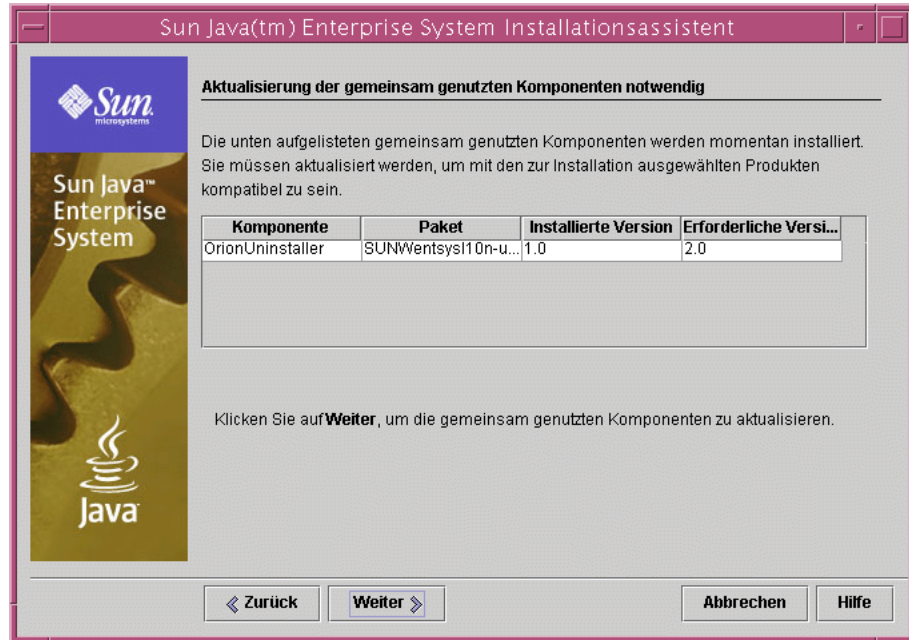 Sun Java(tm) Enterprise System Installationsassistent
Sun
microsystems
Sun Java™
Enterprise
System
Java
Aktualisierung der gemeinsam genutzten Komponenten notwendig
Die unten aufgelisteten gemeinsam genutzten Komponenten werden momentan installiert.
Sie müssen aktualisiert werden, um mit den zur Installation ausgewählten Produkten
kompatibel zu sein.
Komponente Paket Installierte Version Erforderliche Versi...
OrionUninstaller SUNWentsysl10n-u... 1.0 2.0
Klicken Sie auf Weiter, um die gemeinsam genutzten Komponenten zu aktualisieren.
Zurück Weiter Abbrechen Hilfe